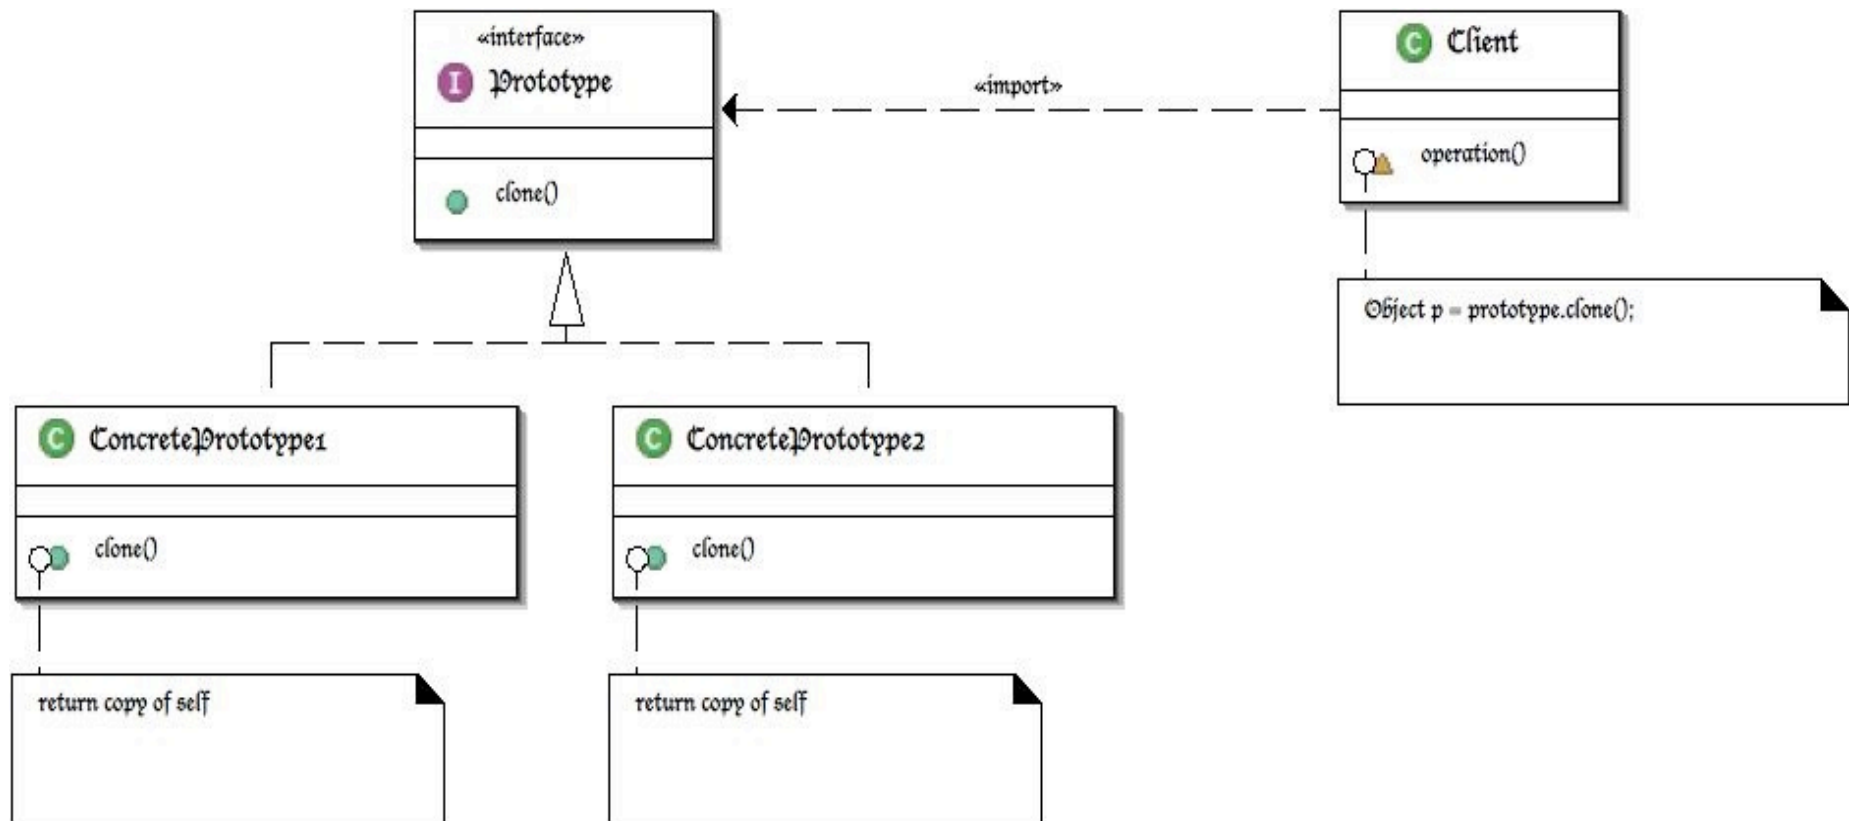 «interface»
I Prototype
clone()
«import»
C Client
operation()
Object p = prototype.clone();
C ConcretePrototype1
clone()
return copy of self
C ConcretePrototype2
clone()
return copy of self